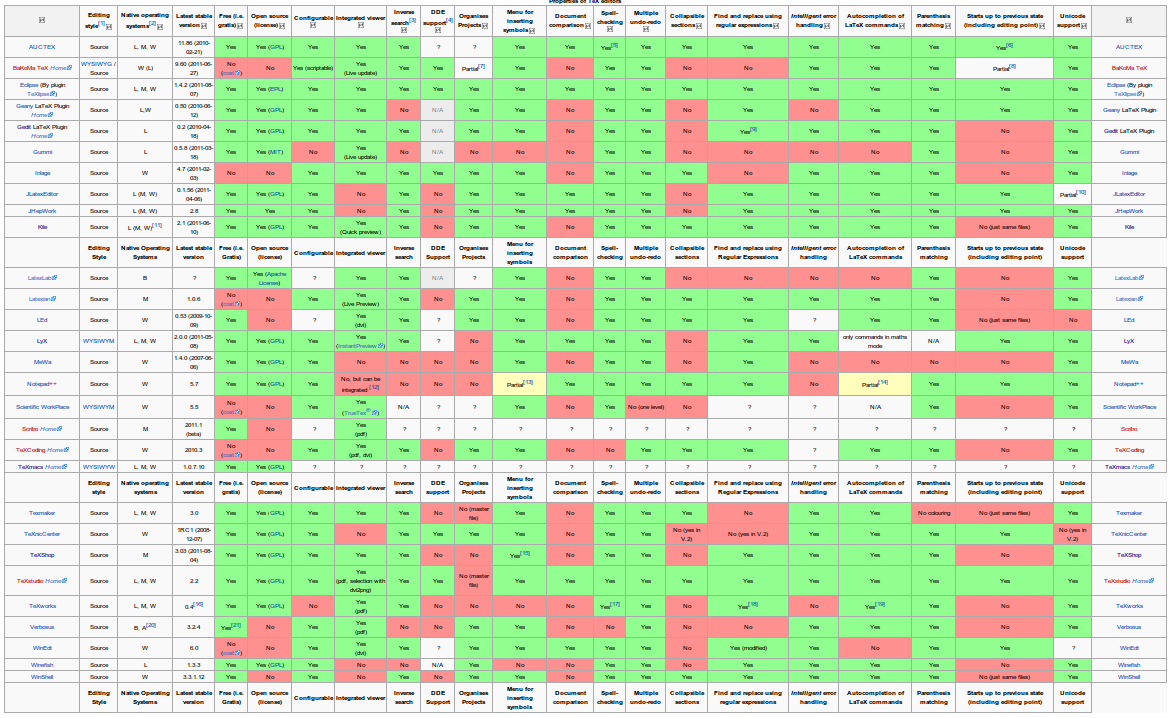 Properties of TeX editors
Editing style[1] Native operating systems[2] Latest stable version Free (i.e. gratis) Open source (license) Configurable Integrated viewer Inverse search[3] DDE support[4] Organises Projects Menu for inserting symbols Document comparison Spell-checking Multiple undo-redo Collapsible sections Find and replace using regular expressions Intelligent error handling Autocompletion of LaTeX commands Parenthesis matching Starts up to previous state (including editing point) Unicode support
AUCTEX Source L, M, W 11.86 (2010-02-21) Yes Yes (GPL) Yes Yes Yes ? ? Yes Yes Yes[5] Yes Yes Yes Yes Yes Yes Yes[6] Yes AUCTEX
BaKoMa TeX Home WYSIWYG / Source W (L) 9.60 (2011-06-27) No (cost) No Yes (scriptable) Yes (Live update) Yes Yes Partial[7] Yes No Yes Yes No Yes Yes Yes Yes Partial[8] Yes BaKoMa TeX
Eclipse (By plugin TeXlipse) Source L, M, W 1.4.2 (2011-08-07) Yes Yes (EPL) Yes Yes Yes Yes Yes Yes Yes Yes Yes Yes Yes Yes Yes Yes Yes Yes Eclipse (By plugin TeXlipse)
Geany LaTeX Plugin Home Source L,W 0.50 (2010-06-12) Yes Yes (GPL) Yes Yes No N/A Yes Yes No Yes Yes No Yes No Yes Yes Yes Yes Geany LaTeX Plugin
Gedit LaTeX Plugin Home Source L 0.2 (2010-04-18) Yes Yes (GPL) Yes Yes Yes N/A Yes Yes No Yes Yes No Yes[9] Yes Yes Yes No Yes Gedit LaTeX Plugin
Gummi Source L 0.5.8 (2011-03-18) Yes Yes (MIT) No Yes (Live update) No N/A No No No Yes Yes No No No No Yes No Yes Gummi
Inlage Source W 4.7 (2011-02-03) No No Yes Yes Yes Yes Yes Yes No Yes Yes Yes No Yes Yes Yes No Yes Inlage
JLatexEditor Source L (M, W) 0.1.56 (2011-04-06) Yes Yes (GPL) Yes No Yes No Yes Yes Yes Yes Yes No Yes Yes Yes Yes Yes Partial[10] JLatexEditor
JHepWork Source L (M, W) 2.8 Yes Yes Yes No Yes No Yes Yes Yes Yes Yes No Yes Yes Yes Yes Yes Yes JHepWork
Kile Source L (M, W)[11] 2.1 (2011-06-10) Yes Yes (GPL) Yes Yes (Quick preview) Yes No Yes Yes No Yes Yes Yes Yes Yes Yes Yes No (just same files) Yes Kile
Editing Style Native Operating Systems Latest stable version Free (i.e. Gratis) Open source (license) Configurable Integrated viewer Inverse search DDE Support Organises Projects Menu for inserting symbols Document comparison Spell-checking Multiple undo-redo Collapsible sections Find and replace using Regular Expressions Intelligent error handling Autocompletion of LaTeX commands Parenthesis matching Starts up to previous state (including editing point) Unicode support
LatexLab Source B ? Yes Yes (Apache License) ? Yes Yes N/A ? Yes No Yes Yes No No No No No No Yes LatexLab
Latexian Source M 1.0.6 No (cost) No Yes Yes (Live Preview) Yes No Yes Yes No Yes Yes Yes Yes Yes Yes Yes Yes Yes Latexian
LEd Source W 0.53 (2009-10-09) Yes No ? Yes (dvi) Yes ? Yes Yes No Yes Yes Yes Yes ? Yes Yes No (just same files) No LEd
LyX WYSIWYM L, M, W 2.0.0 (2011-05-08) Yes Yes (GPL) Yes Yes (InstantPreview) Yes ? No Yes Yes Yes Yes Yes Yes Yes only commands in maths mode N/A Yes Yes LyX
MeWa Source W 1.4.0 (2007-06-06) Yes Yes (GPL) Yes No No No No Yes No Yes Yes No Yes No No No No Yes MeWa
Notepad++ Source W 5.7 Yes Yes (GPL) Yes No, but can be integrated.[12] No No No Partial[13] Yes Yes Yes Yes Yes No Partial[14] Yes Yes Yes Notepad++
Scientific WorkPlace WYSIWYM W 5.5 No (cost) No Yes Yes (TrueTex) N/A ? ? Yes No Yes No (one level) No ? ? N/A Yes No Yes Scientific WorkPlace
Scribo Home Source M 2011.1 (beta) Yes No ? Yes (pdf) ? ? ? ? ? ? ? ? ? ? ? ? ? ? Scribo
TeXCoding Home Source W 2010.3 No (cost) No Yes Yes (pdf, dvi) Yes No Yes Yes No No Yes Yes Yes ? Yes Yes No Yes TeXCoding
TeXmacs Home WYSIWYW L, M, W 1.0.7.10 Yes Yes (GPL) ? ? ? ? ? ? ? ? ? ? ? ? ? ? ? ? TeXmacs Home
Editing style Native operating systems Latest stable version Free (i.e. gratis) Open source (license) Configurable Integrated viewer Inverse search DDE support Organises Projects Menu for inserting symbols Document comparison Spell-checking Multiple undo-redo Collapsible sections Find and replace using Regular Expressions Intelligent error handling Autocompletion of LaTeX commands Parenthesis matching Starts up to previous state (including editing point) Unicode support
Texmaker Source L, M, W 3.0 Yes Yes (GPL) Yes Yes Yes No No (master file) Yes No Yes Yes Yes No Yes Yes No colouring No (just same files) Yes Texmaker
TeXnicCenter Source W 1RC1 (2008-12-07) Yes Yes (GPL) Yes No Yes Yes Yes Yes No Yes Yes No (yes in V.2) No (yes in V.2) Yes Yes Yes Yes No (yes in V.2) TeXnicCenter
TeXShop Source M 3.03 (2011-08-04) Yes Yes (GPL) Yes Yes Yes No No Yes[15] No Yes Yes No Yes Yes Yes Yes No Yes TeXShop
TeXstudio Home Source L, M, W 2.2 Yes Yes (GPL) Yes Yes (pdf, selection with dvi2png) Yes Yes No (master file) Yes No Yes Yes Yes Yes Yes Yes Yes Yes Yes TeXstudio Home
TeXworks Source L, M, W 0.4[16] Yes Yes (GPL) No Yes (pdf) Yes No No No No Yes[17] Yes No Yes[18] No Yes[19] Yes No Yes TeXworks
Verbosus Source B, A[20] 3.2.4 Yes[21] No Yes Yes (pdf) No No Yes Yes No No Yes No No Yes Yes Yes No Yes Verbosus
WinEdt Source W 6.0 No (cost) No Yes Yes (dvi) Yes ? Yes Yes Yes Yes Yes Yes Yes (modified) Yes No Yes Yes ? WinEdt
Winefish Source L 1.3.3 Yes Yes (GPL) Yes No No N/A Yes No No Yes Yes No Yes Yes Yes Yes No Yes Winefish
WinShell Source W 3.3.1.12 Yes No Yes No Yes Yes Yes Yes No Yes Yes No No Yes Yes Yes No (just same files) Yes WinShell
Editing Style Native Operating Systems Latest stable version Free (i.e. Gratis) Open source (license) Configurable Integrated viewer Inverse search DDE support Organises Projects Menu for inserting symbols Document comparison Spell-checking Multiple undo-redo Collapsible sections Find and replace using regular expressions Intelligent error handling Autocompletion of LaTeX commands Parenthesis matching Starts up to previous state (including editing point) Unicode support